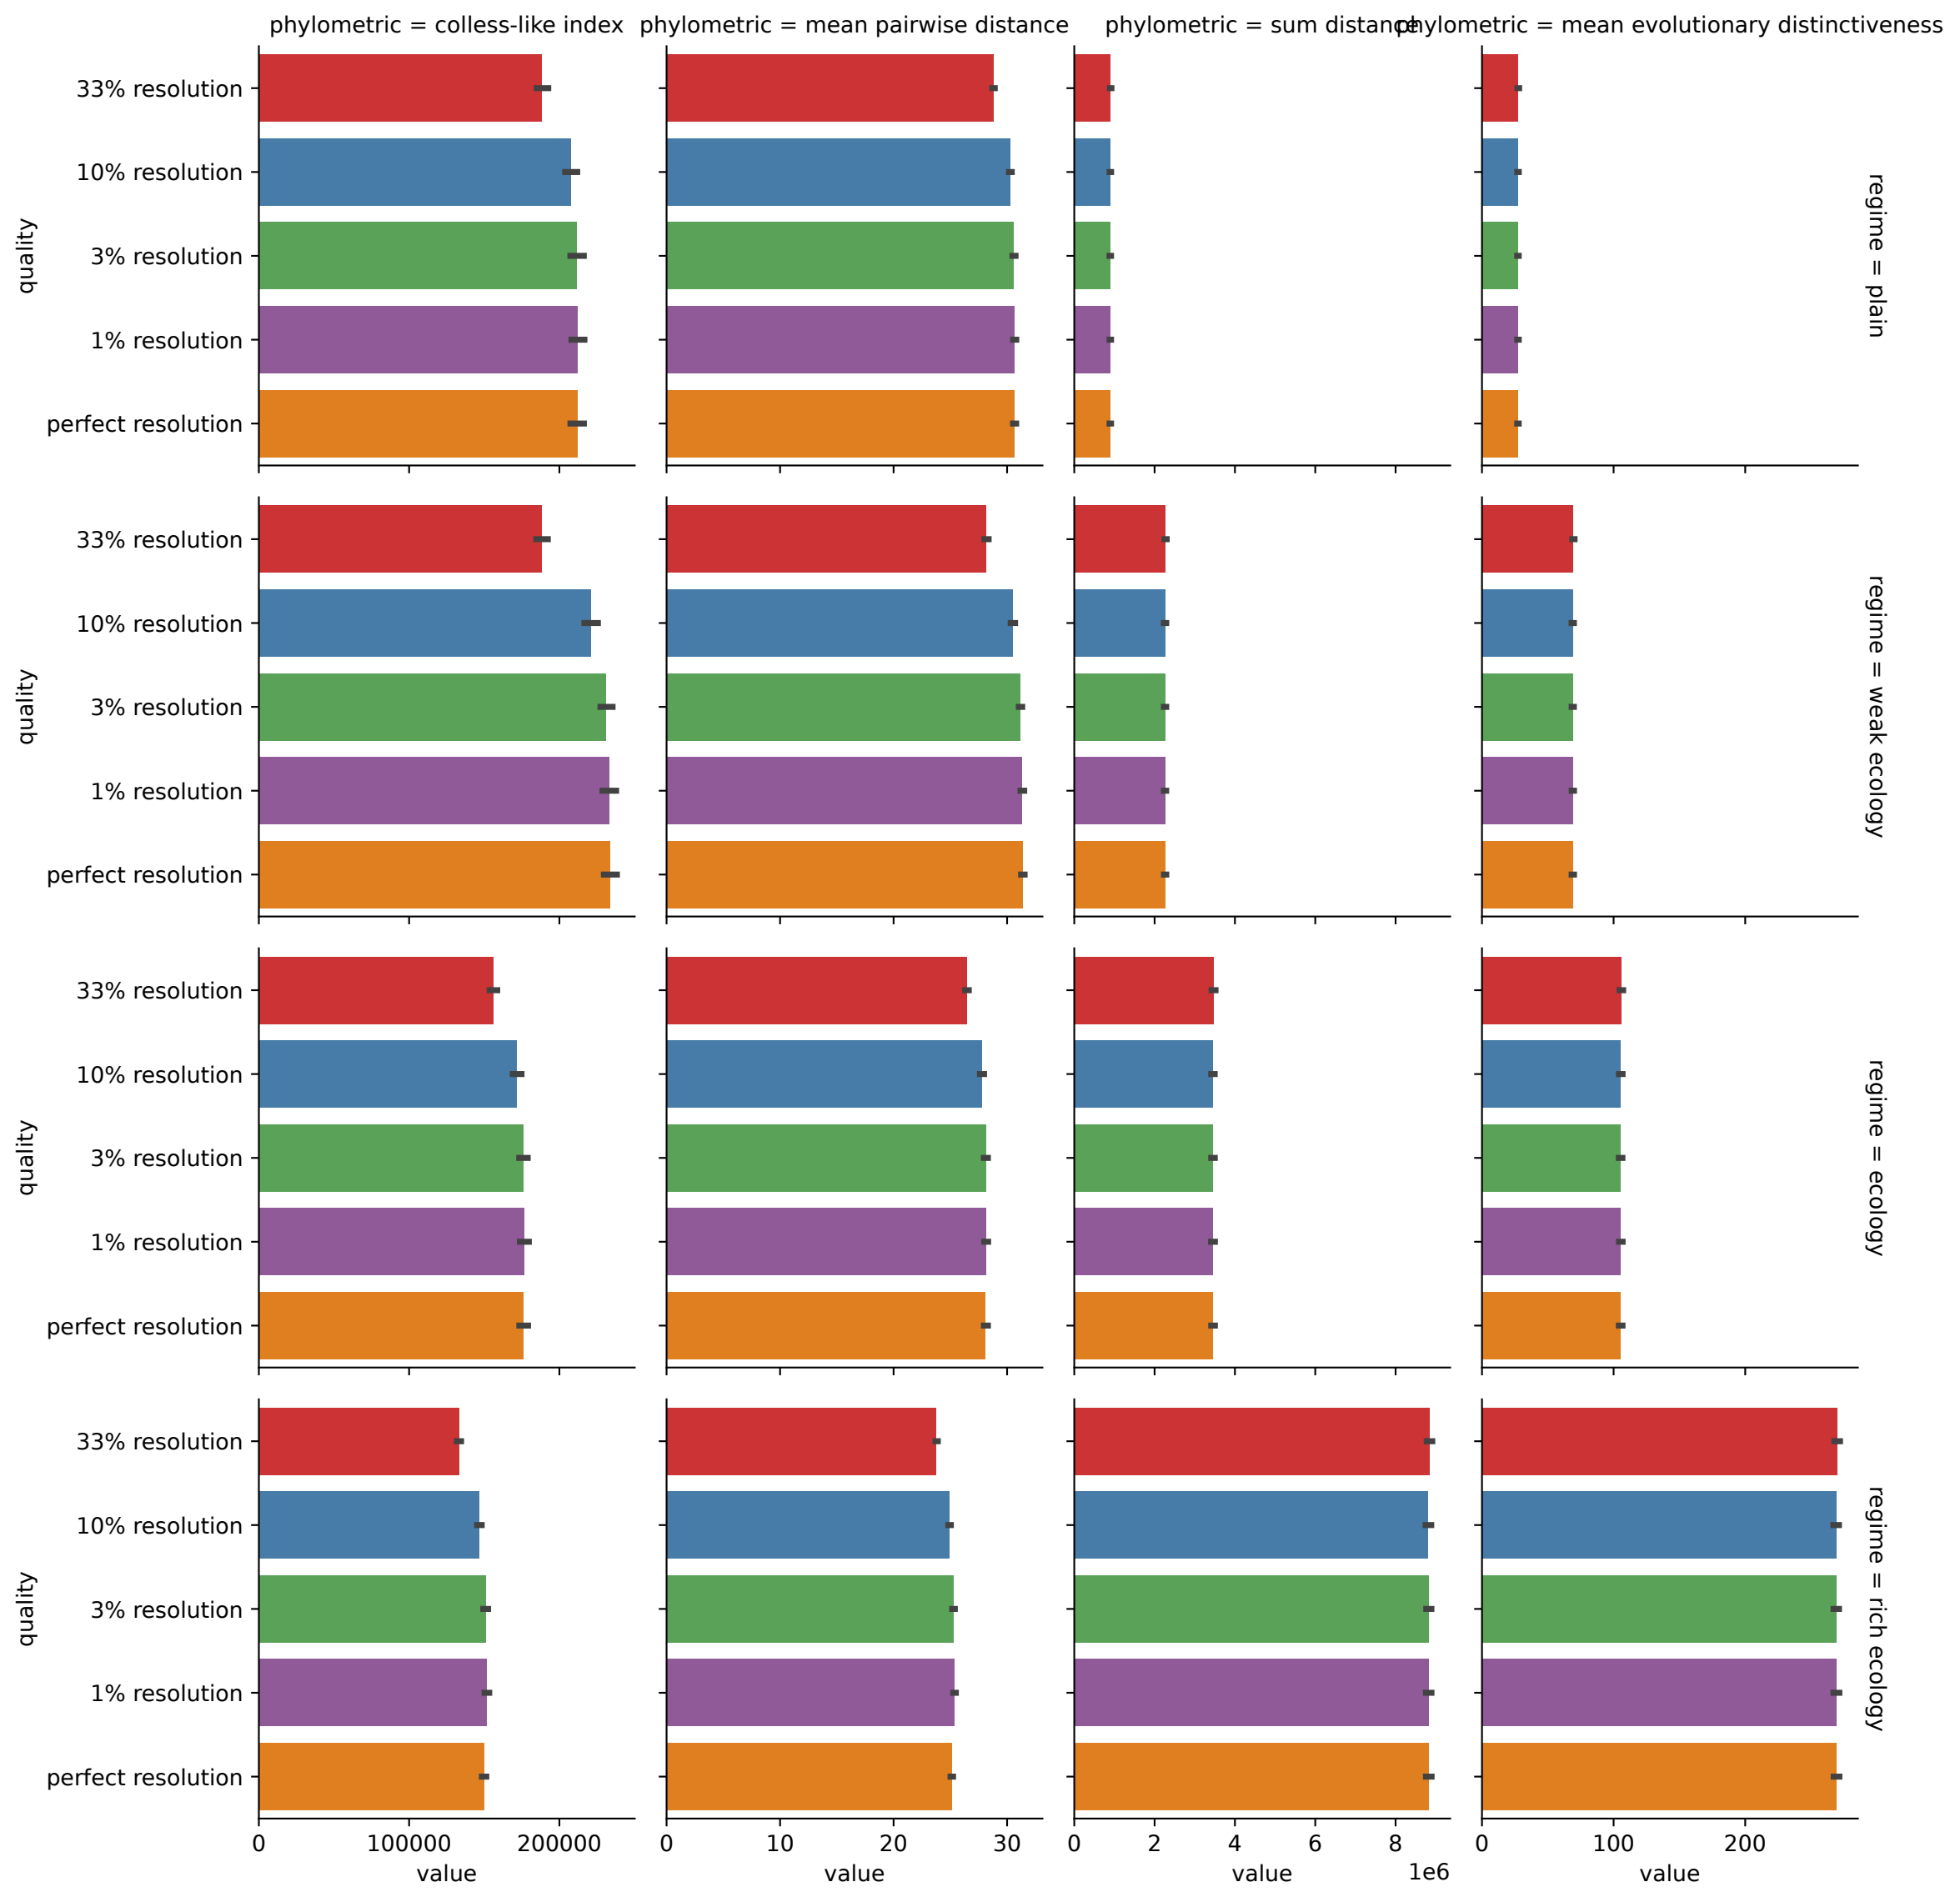 phylometric = colless-like index
phylometric = mean pairwise distance
phylometric = sum distance
phylometric = mean evolutionary distinctiveness
quality
33% resolution
10% resolution
3% resolution
1% resolution
perfect resolution
regime = plain
quality
33% resolution
10% resolution
3% resolution
1% resolution
perfect resolution
regime = weak ecology
quality
33% resolution
10% resolution
3% resolution
1% resolution
perfect resolution
regime = ecology
quality
33% resolution
10% resolution
3% resolution
1% resolution
perfect resolution
regime = rich ecology
0 100000 200000
value
0 10 20 30
value
0 2 4 6 8
1e6
value
0 100 200
value